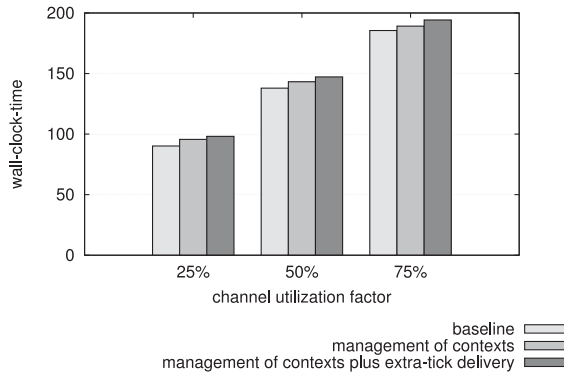 200
150
100
50
0
wall-clock-time
25% 50% 75%
channel utilization factor
baseline
management of contexts
management of contexts plus extra-tick delivery